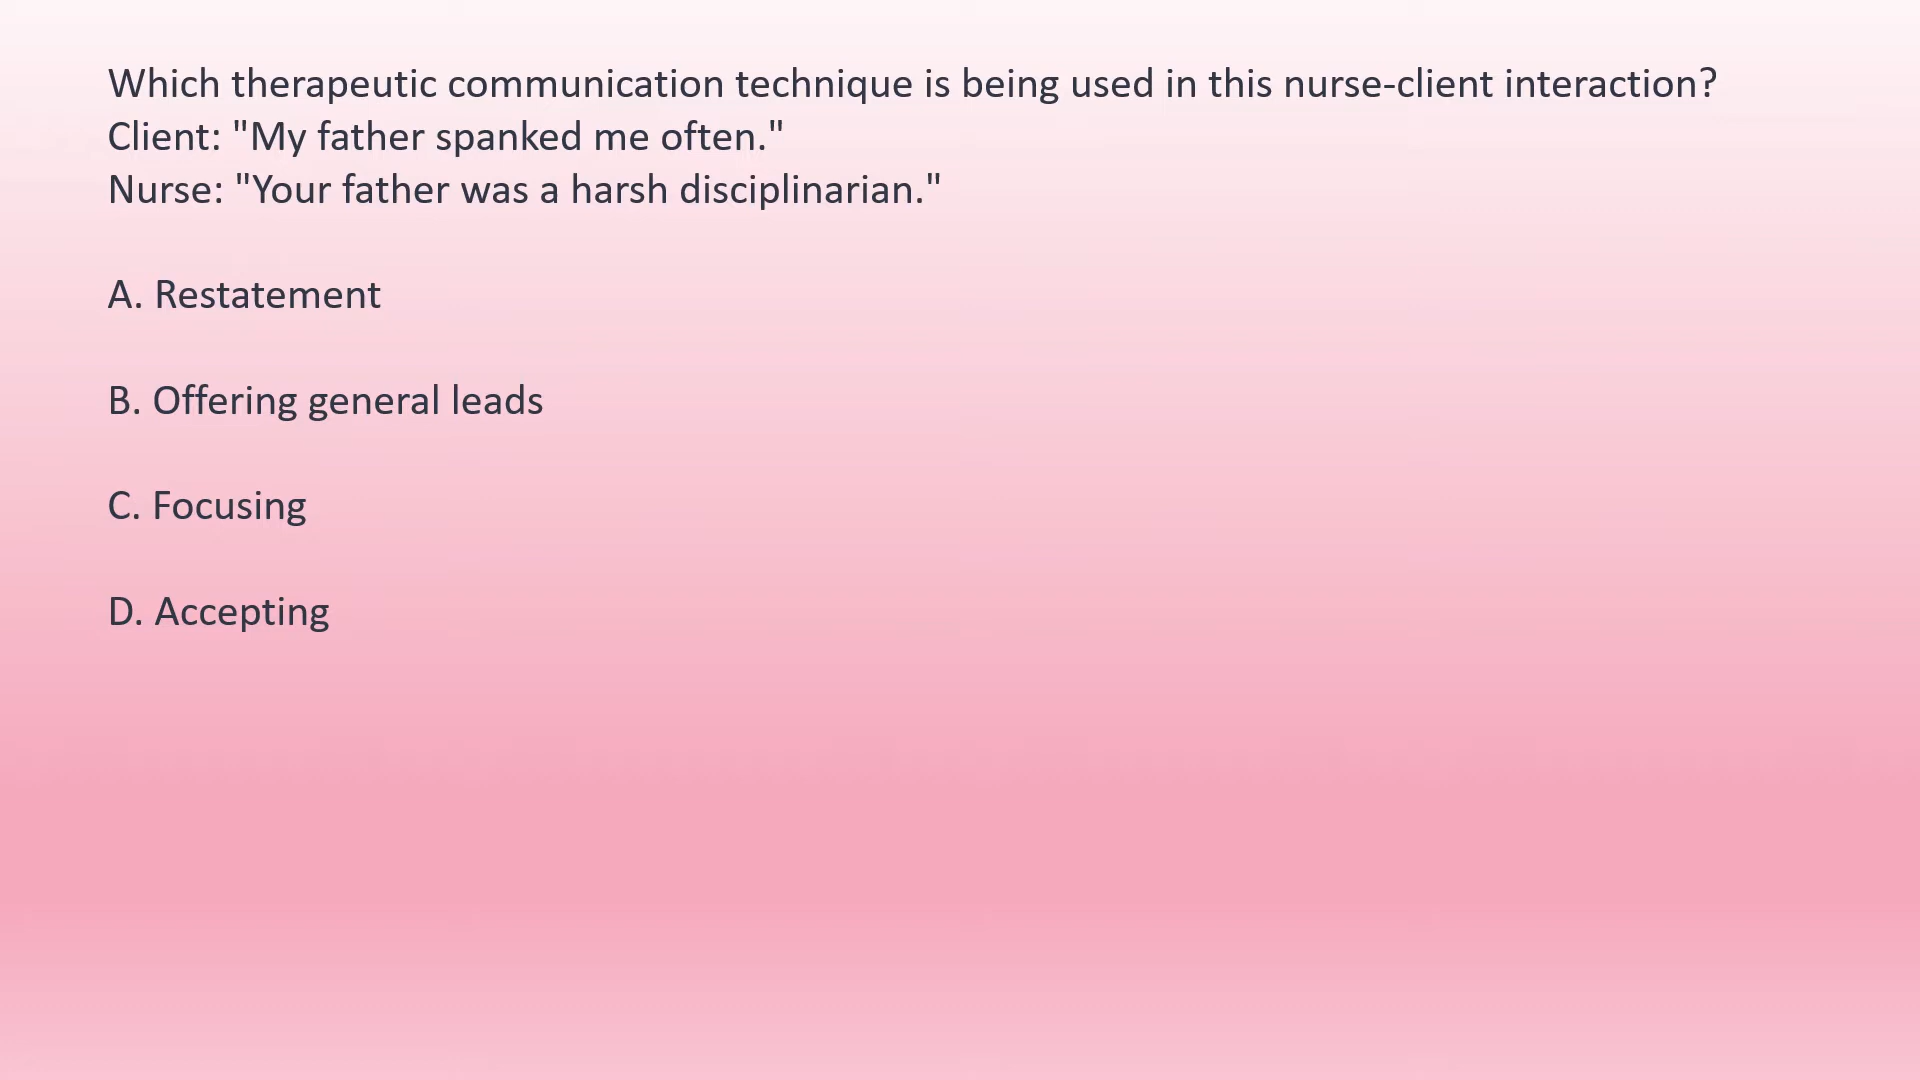 Which therapeutic communication technique is being used in this nurse-client interaction?
Client: "My father spanked me often."
Nurse: "Your father was a harsh disciplinarian."
A. Restatement
B. Offering general leads
C. Focusing
D. Accepting